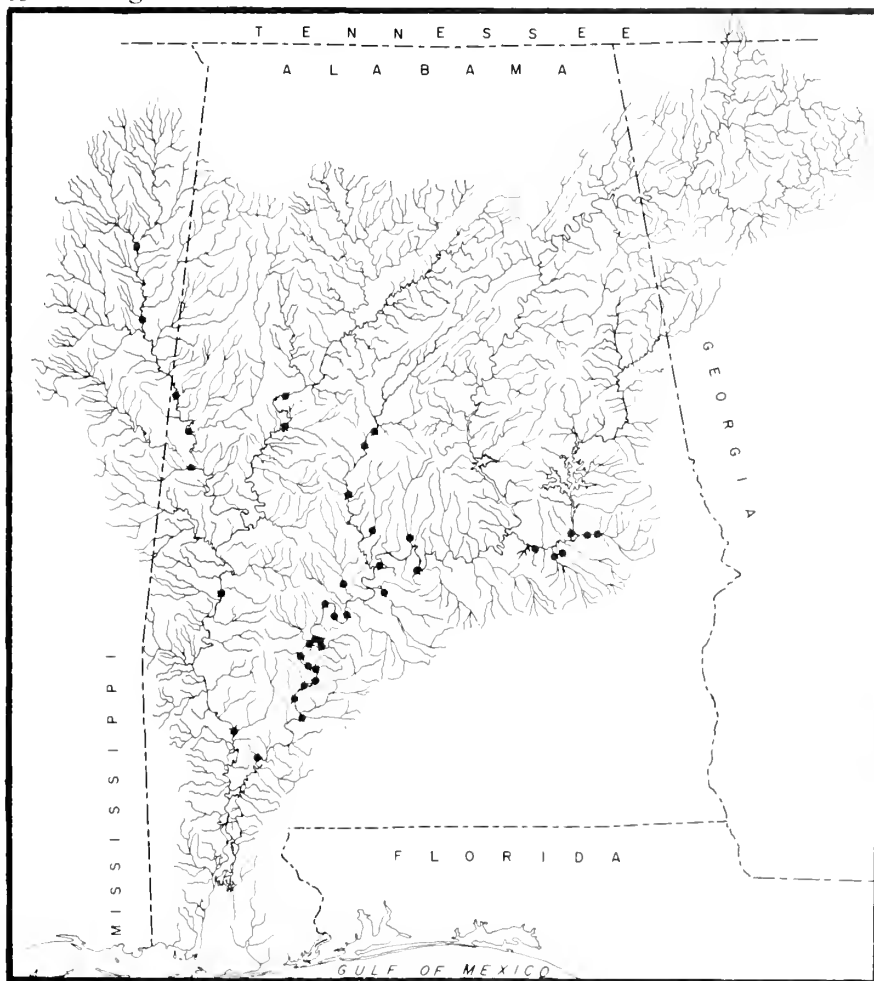 TENNESSEE
ALABAMA
GEORGIA
MISSISSIPPI
FLORIDA
GULF OF MEXICO